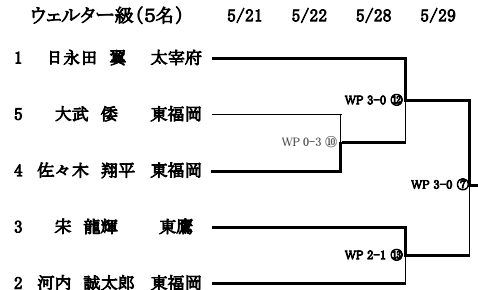 ウェルター級(5名) 5/21 5/22 5/28 5/29
1 日永田 翼 太宰府
WP 3-0 ⑫
5 大武 倭 東福岡
WP 0-3 ⑩
4 佐々木 翔平 東福岡
WP 3-0 ⑦
3 宋 龍輝 東鷹
WP 2-1 ⑬
2 河内 誠太郎 東福岡